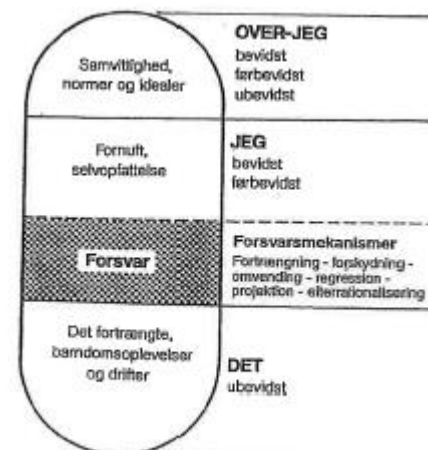 Samvittighed,
normer og idealer
OVER-JEG
bevidst
førbevidst
ubevidst
Fornuft,
selvopfattelse
JEG
bevidst
førbevidst
Forsvar
Forsvarsmekanismer
Fortrængning - forskydning -
omvending - regression -
projektion - efterrationalisering
Det fortrængte,
barndomsoplevelser
og drifter
DET
ubevidst